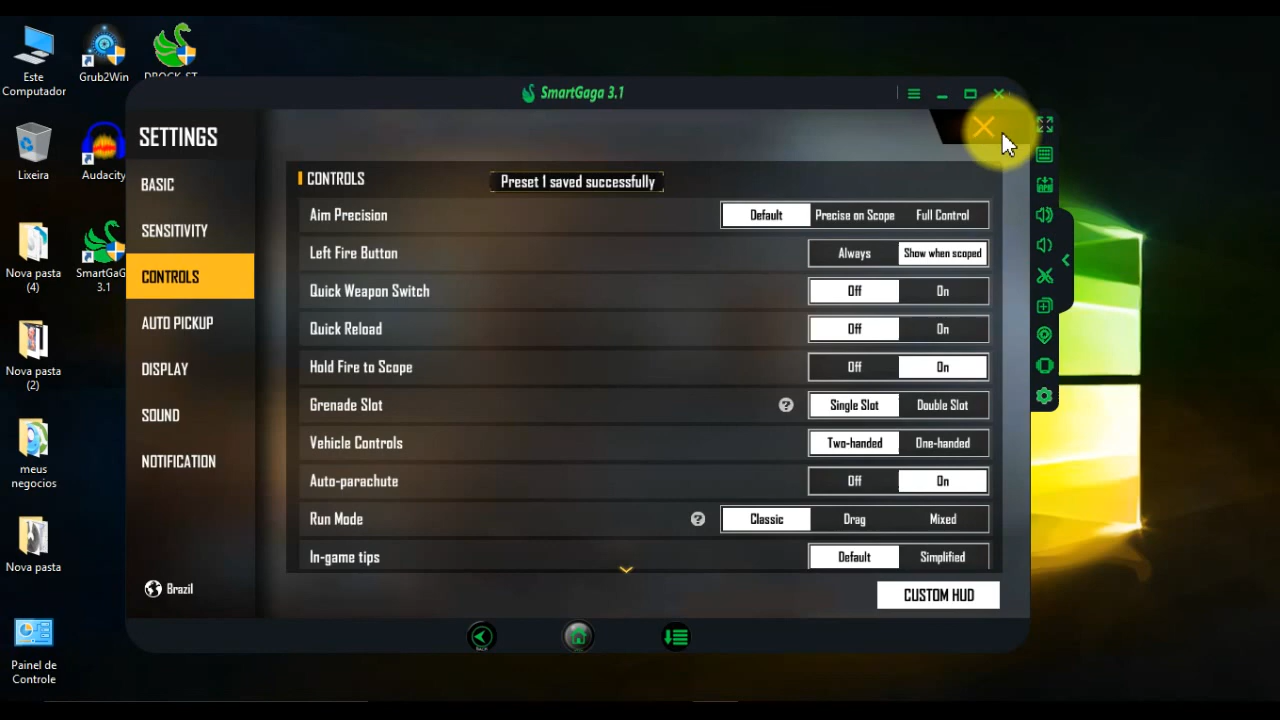 Este
Computador
Grub2Win
Lixeira
Audacity
Nova pasta
(4)
SmartGaG
3.1
Nova pasta
(2)
meus
negocios
Nova pasta
Painel de
Controle
SmartGaga 3.1
SETTINGS
BASIC
SENSITIVITY
CONTROLS
AUTO PICKUP
DISPLAY
SOUND
NOTIFICATION
Brazil
CONTROLS
Preset 1 saved successfully
Aim Precision Default Precise on Scope Full Control
Left Fire Button Always Show when scoped
Quick Weapon Switch Off On
Quick Reload Off On
Hold Fire to Scope Off On
Grenade Slot ? Single Slot Double Slot
Vehicle Controls Two-handed One-handed
Auto-parachute Off On
Run Mode ? Classic Drag Mixed
In-game tips Default Simplified
CUSTOM HUD